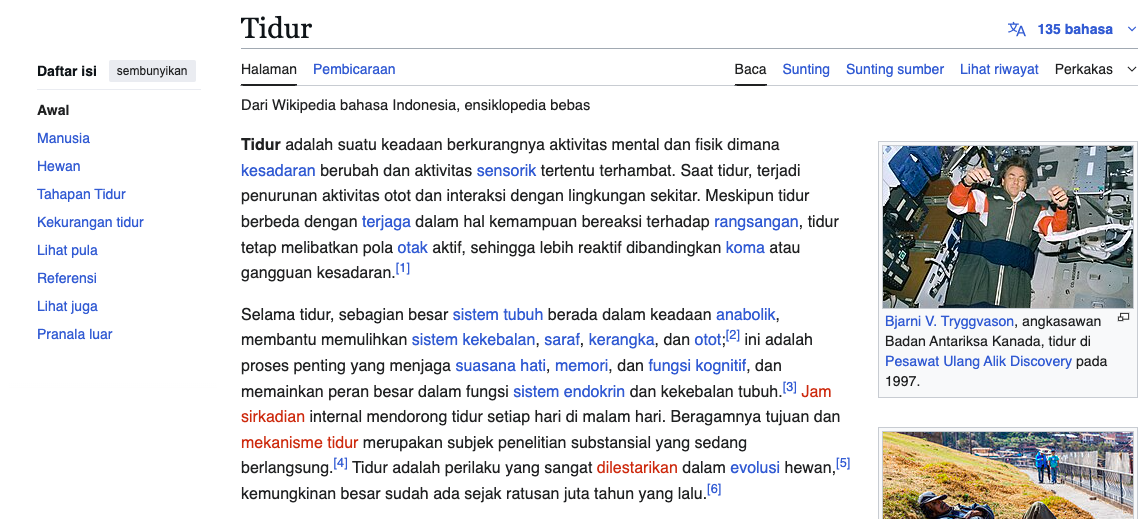 Tidur
135 bahasa
Daftar isi sembunyikan
Halaman Pembicaraan Baca Sunting Sunting sumber Lihat riwayat Perkakas
Awal
Manusia
Hewan
Tahapan Tidur
Kekurangan tidur
Lihat pula
Referensi
Lihat juga
Pranala luar
Dari Wikipedia bahasa Indonesia, ensiklopedia bebas
Tidur adalah suatu keadaan berkurangnya aktivitas mental dan fisik dimana
kesadaran berubah dan aktivitas sensorik tertentu terhambat. Saat tidur, terjadi
penurunan aktivitas otot dan interaksi dengan lingkungan sekitar. Meskipun tidur
berbeda dengan terjaga dalam hal kemampuan bereaksi terhadap rangsangan, tidur
tetap melibatkan pola otak aktif, sehingga lebih reaktif dibandingkan koma atau
gangguan kesadaran.[1]
Selama tidur, sebagian besar sistem tubuh berada dalam keadaan anabolik,
membantu memulihkan sistem kekebalan, saraf, kerangka, dan otot;[2] ini adalah
proses penting yang menjaga suasana hati, memori, dan fungsi kognitif, dan
memainkan peran besar dalam fungsi sistem endokrin dan kekebalan tubuh.[3] Jam
sirkadian internal mendorong tidur setiap hari di malam hari. Beragamnya tujuan dan
mekanisme tidur merupakan subjek penelitian substansial yang sedang
berlangsung.[4] Tidur adalah perilaku yang sangat dilestarikan dalam evolusi hewan,[5]
kemungkinan besar sudah ada sejak ratusan juta tahun yang lalu.[6]
Bjarni V. Tryggvason, angkasawan
Badan Antariksa Kanada, tidur di
Pesawat Ulang Alik Discovery pada
1997.